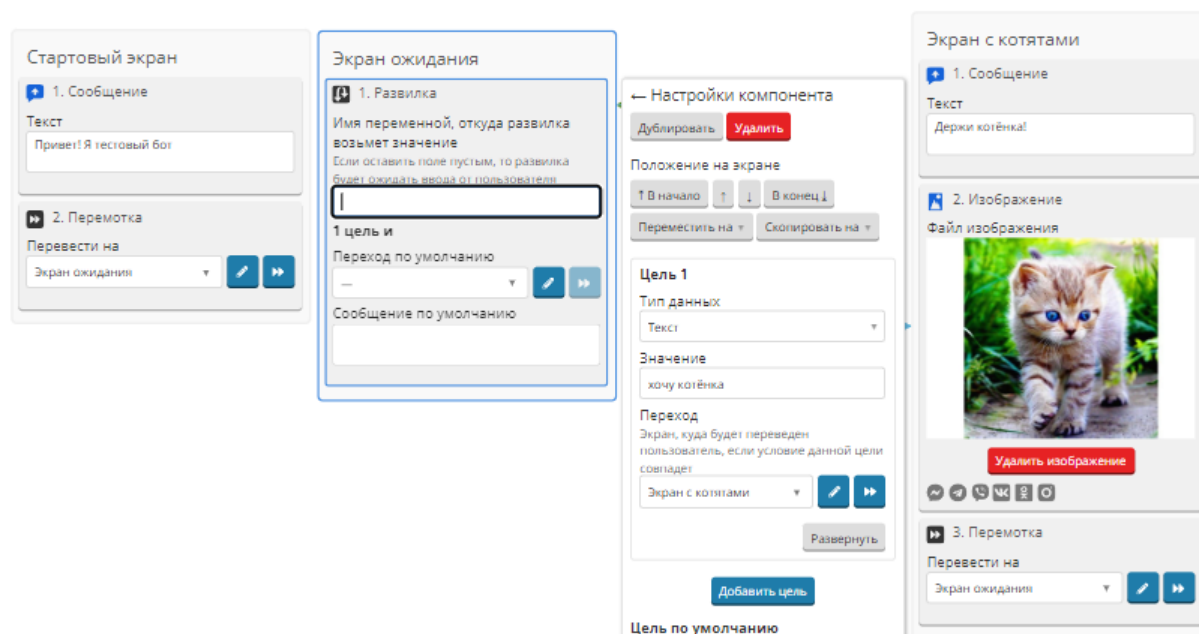 Стартовый экран
1. Сообщение
Текст
Привет! Я тестовый бот
2. Перемотка
Перевести на
Экран ожидания
Экран ожидания
1. Развилка
Имя переменной, откуда развилка
возьмет значение
Если оставить поле пустым, то развилка
будет ожидать ввода от пользователя
1 цель и
Переход по умолчанию
—
Сообщение по умолчанию
← Настройки компонента
Дублировать Удалить
Положение на экране
↑ В начало ↑ ↓ В конец ↓
Переместить на Скопировать на
Цель 1
Тип данных
Текст
Значение
хочу котёнка
Переход
Экран, куда будет переведен
пользователь, если условие данной цели
совпадет
Экран с котятами
Развернуть
Добавить цель
Цель по умолчанию
Экран с котятами
1. Сообщение
Текст
Держи котёнка!
2. Изображение
Файл изображения
Удалить изображение
3. Перемотка
Перевести на
Экран ожидания